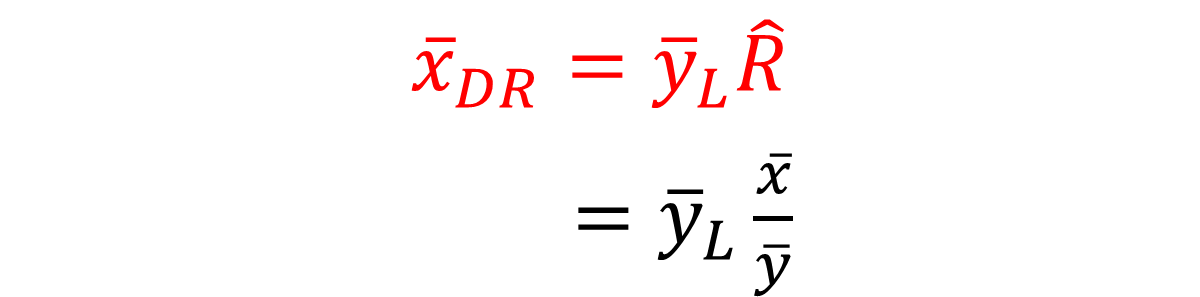 x̄_DR = ȳ_L R̂
= ȳ_L x̄/ȳ